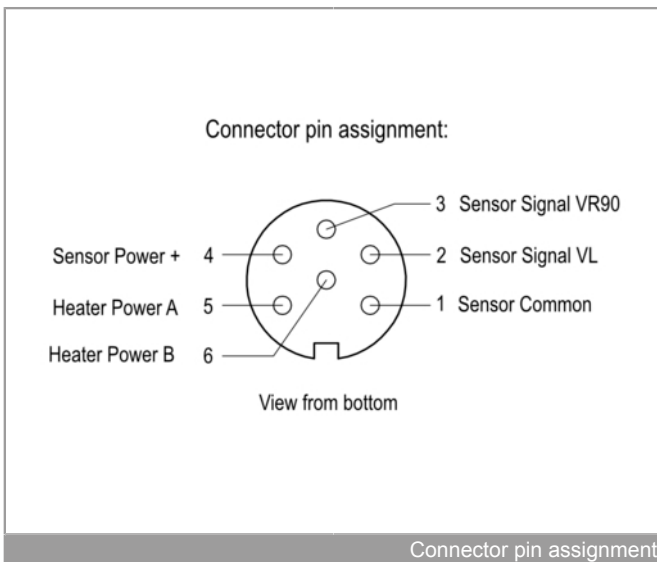 Connector pin assignment:
3 Sensor Signal VR90
Sensor Power + 4
2 Sensor Signal VL
Heater Power A 5
1 Sensor Common
Heater Power B 6
View from bottom
Connector pin assignment